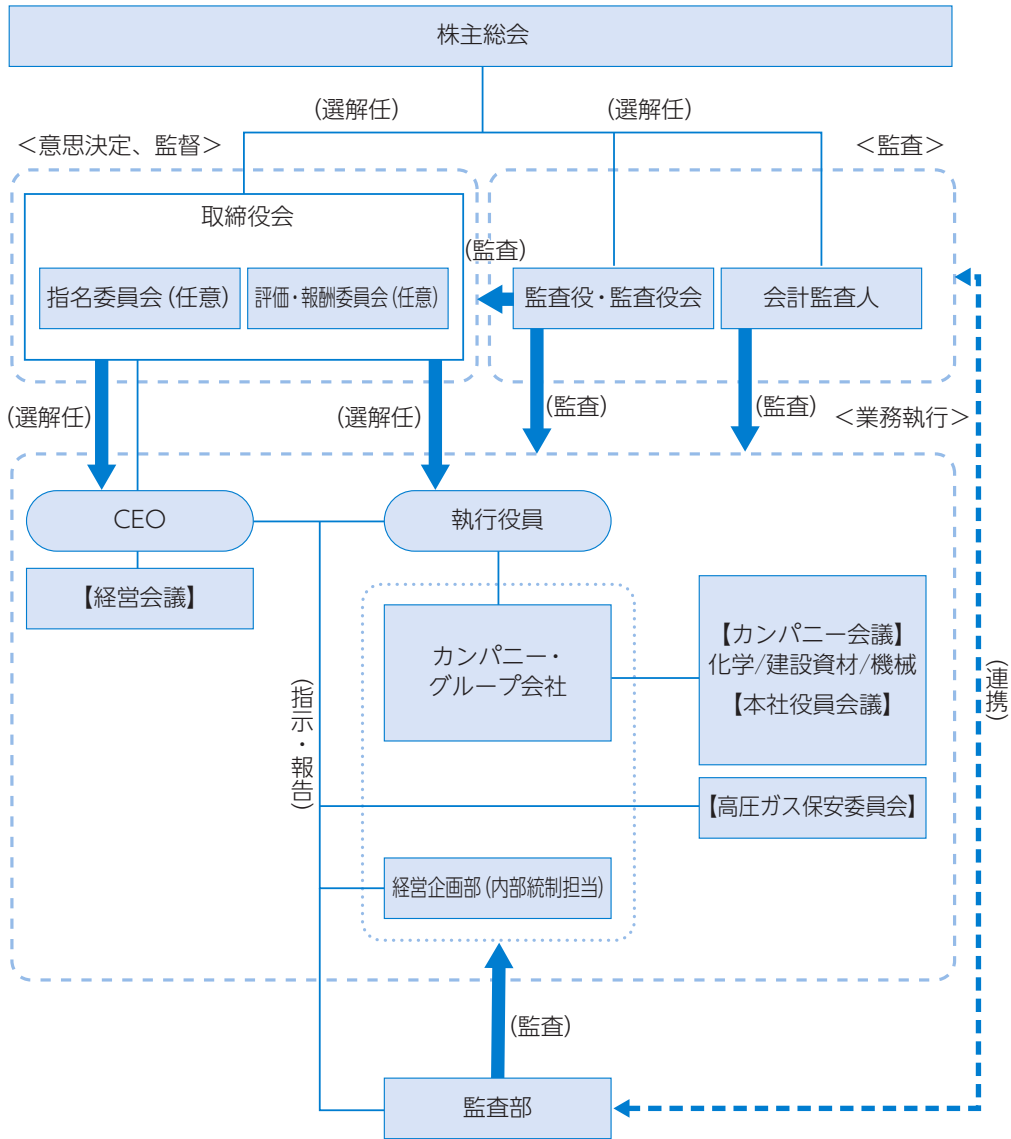 株主総会
(選解任)
(選解任)
＜意思決定、監督＞
＜監査＞
取締役会
(監査)
指名委員会(任意)
評価・報酬委員会(任意)
監査役・監査役会
会計監査人
(選解任)
(選解任)
(監査)
(監査)
＜業務執行＞
CEO
執行役員
【経営会議】
カンパニー・
グループ会社
【カンパニー会議】
化学/建設資材/機械
【本社役員会議】
(連携)
(指示・報告)
【高圧ガス保安委員会】
経営企画部(内部統制担当)
(監査)
監査部